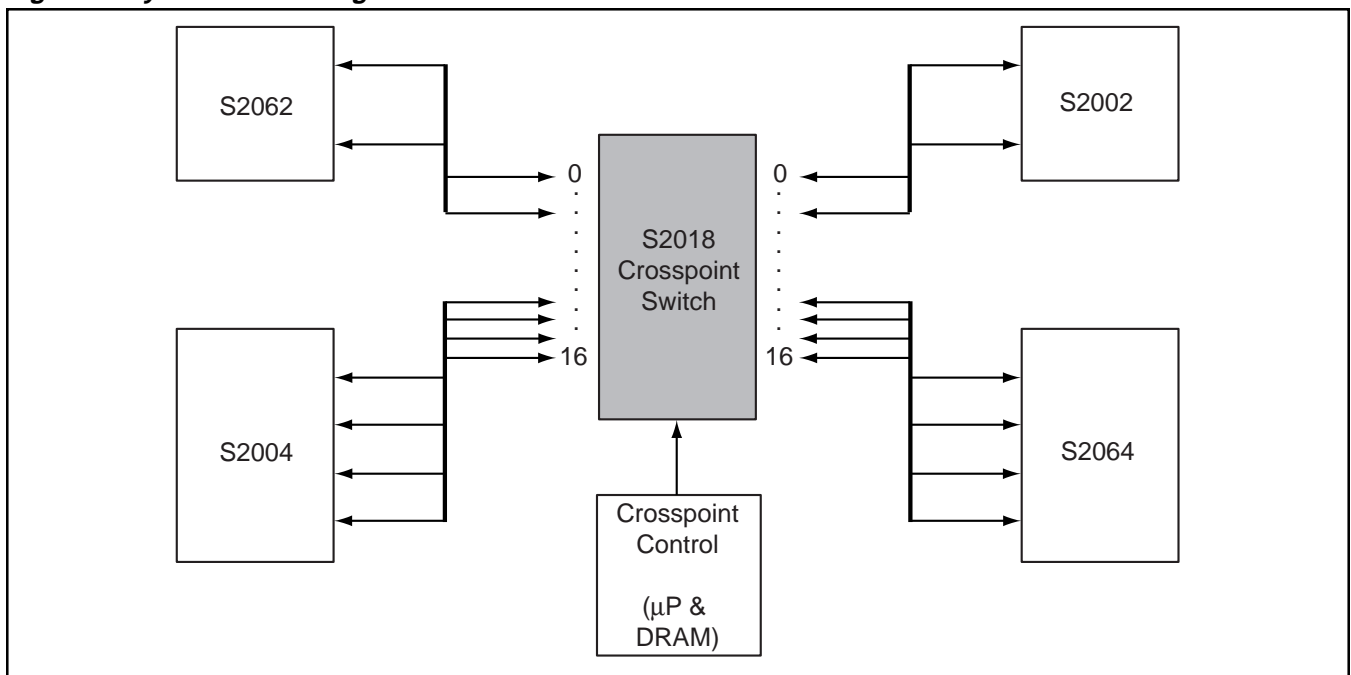 S2062
S2002
0
0
S2018
Crosspoint
Switch
16
16
S2004
S2064
Crosspoint
Control
(μP &
DRAM)